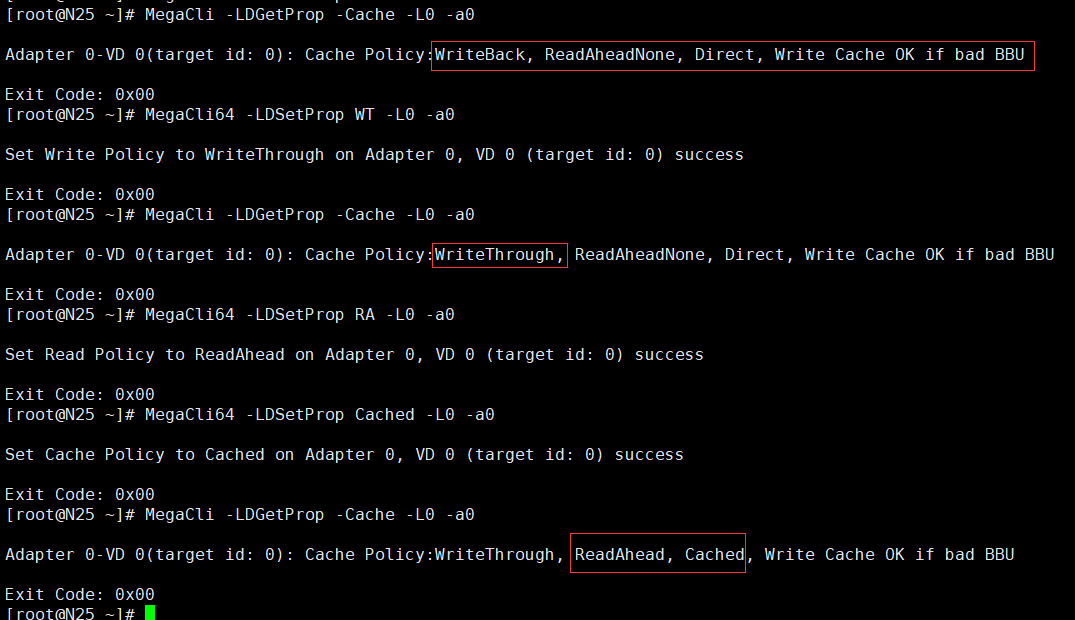 [root@N25 ~]# MegaCli -LDGetProp -Cache -L0 -a0
Adapter 0-VD 0(target id: 0): Cache Policy:WriteBack, ReadAheadNone, Direct, Write Cache OK if bad BBU
Exit Code: 0x00
[root@N25 ~]# MegaCli64 -LDSetProp WT -L0 -a0
Set Write Policy to WriteThrough on Adapter 0, VD 0 (target id: 0) success
Exit Code: 0x00
[root@N25 ~]# MegaCli -LDGetProp -Cache -L0 -a0
Adapter 0-VD 0(target id: 0): Cache Policy:WriteThrough, ReadAheadNone, Direct, Write Cache OK if bad BBU
Exit Code: 0x00
[root@N25 ~]# MegaCli64 -LDSetProp RA -L0 -a0
Set Read Policy to ReadAhead on Adapter 0, VD 0 (target id: 0) success
Exit Code: 0x00
[root@N25 ~]# MegaCli64 -LDSetProp Cached -L0 -a0
Set Cache Policy to Cached on Adapter 0, VD 0 (target id: 0) success
Exit Code: 0x00
[root@N25 ~]# MegaCli -LDGetProp -Cache -L0 -a0
Adapter 0-VD 0(target id: 0): Cache Policy:WriteThrough, ReadAhead, Cached, Write Cache OK if bad BBU
Exit Code: 0x00
[root@N25 ~]#